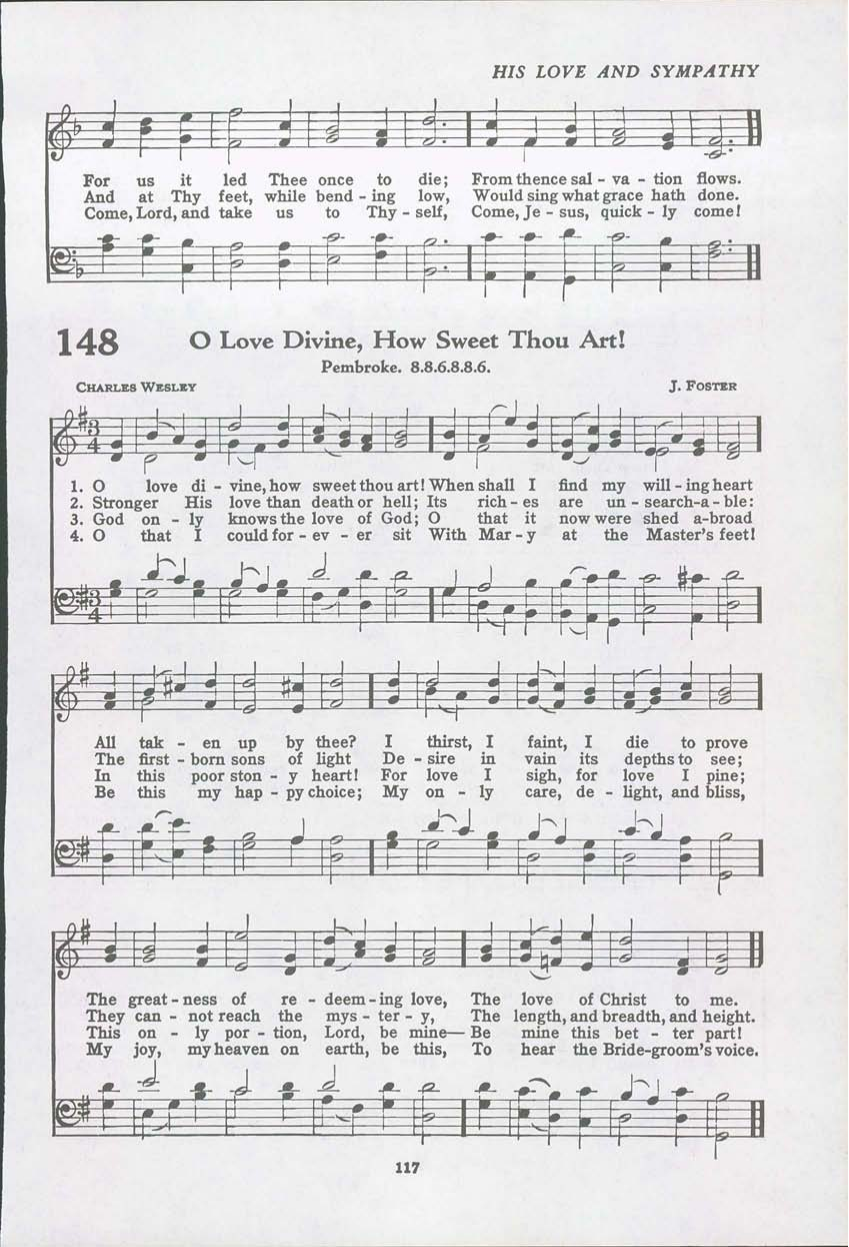 HIS LOVE AND SYMPATHY
For us it led Thee once to die; From thence sal - va - tion flows.
And at Thy feet, while bend - ing low, Would sing what grace hath done.
Come, Lord, and take us to Thy - self, Come, Je - sus, quick - ly come!
148 O Love Divine, How Sweet Thou Art!
Pembroke. 8.8.6.8.8.6.
CHARLES WESLEY J. FOSTER
3
4
1. O love di - vine, how sweet thou art! When shall I find my will - ing heart
2. Stronger His love than death or hell; Its rich - es are un - search-a - ble:
3. God on - ly knows the love of God; O that it now were shed a-broad
4. O that I could for - ev - er sit With Mar - y at the Master's feet!
3
4
All tak - en up by thee? I thirst, I faint, I die to prove
The first - born sons of light De - sire in vain its depths to see;
In this poor ston - y heart! For love I sigh, for love I pine;
Be this my hap - py choice; My on - ly care, de - light, and bliss,
The great - ness of re - deem - ing love, The love of Christ to me.
They can - not reach the mys - ter - y, The length, and breadth, and height.
This on - ly por - tion, Lord, be mine— Be mine this bet - ter part!
My joy, my heaven on earth, be this, To hear the Bride-groom's voice.
117